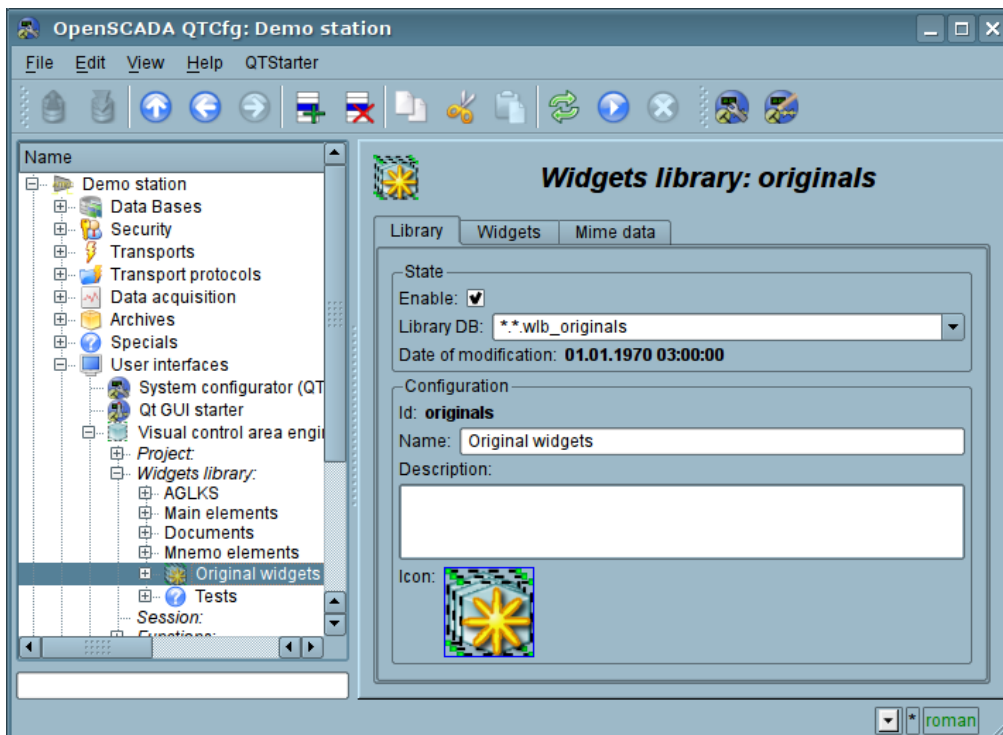 OpenSCADA QTCfg: Demo station
File Edit View Help QTStarter
Name
Demo station
Data Bases
Security
Transports
Transport protocols
Data acquisition
Archives
Specials
User interfaces
System configurator (QT
Qt GUI starter
Visual control area engi
Project:
Widgets library:
AGLKS
Main elements
Documents
Mnemo elements
Original widgets
Tests
Session:
Functions:
Widgets library: originals
Library Widgets Mime data
State
Enable:
Library DB: *.*.wlb_originals
Date of modification: 01.01.1970 03:00:00
Configuration
Id: originals
Name: Original widgets
Description:
Icon:
* roman